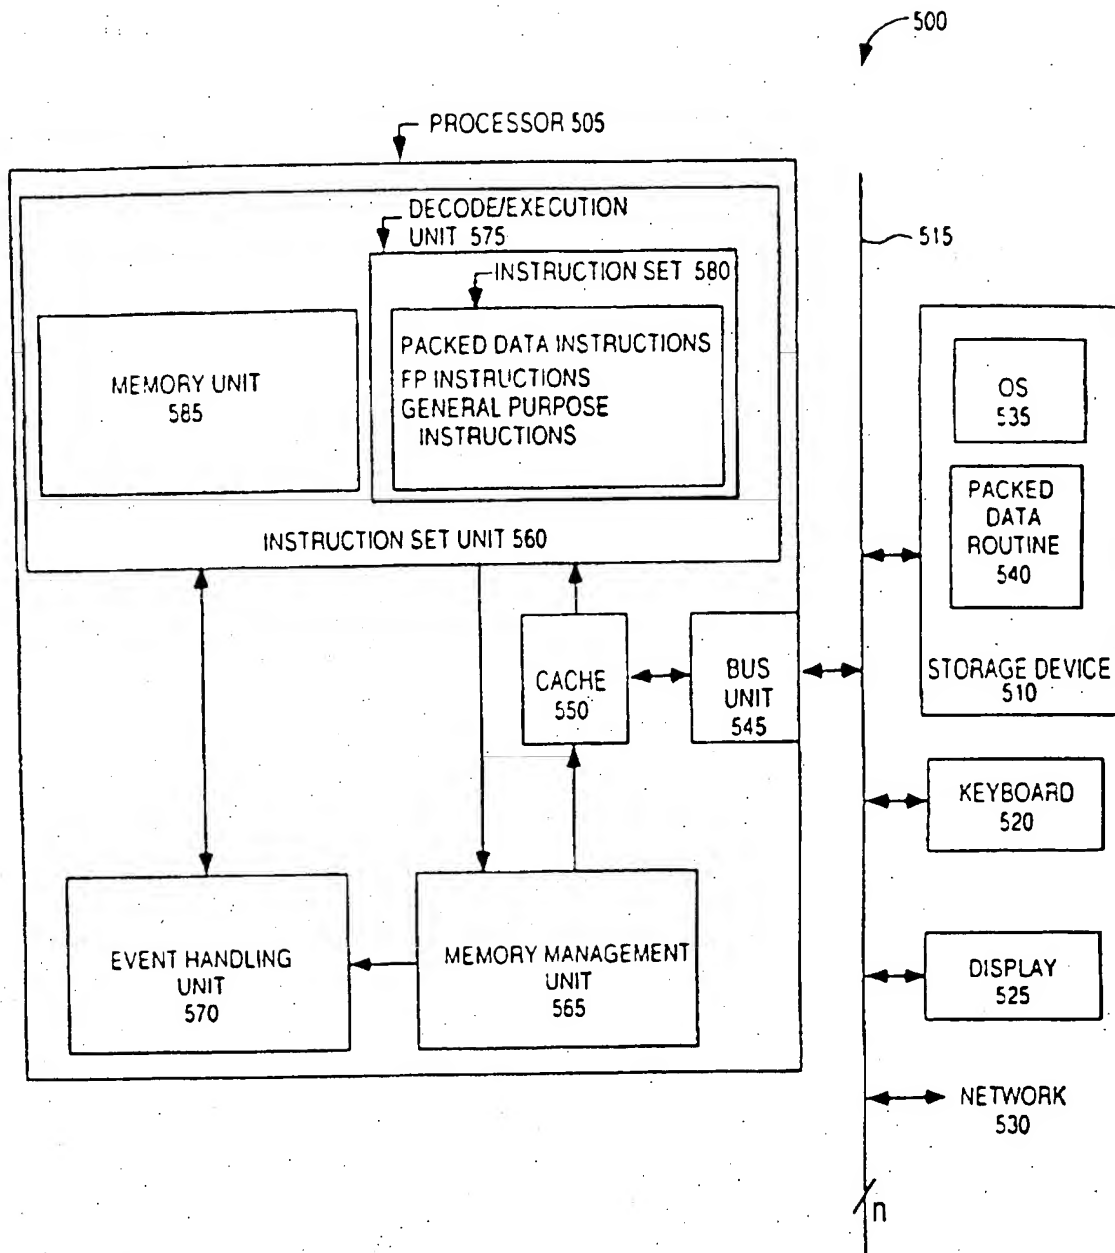 500
PROCESSOR 505
DECODE/EXECUTION
UNIT 575
INSTRUCTION SET 580
PACKED DATA INSTRUCTIONS
FP INSTRUCTIONS
GENERAL PURPOSE
INSTRUCTIONS
MEMORY UNIT
585
INSTRUCTION SET UNIT 560
515
OS
535
PACKED
DATA
ROUTINE
540
STORAGE DEVICE
510
CACHE
550
BUS
UNIT
545
KEYBOARD
520
EVENT HANDLING
UNIT
570
MEMORY MANAGEMENT
UNIT
565
DISPLAY
525
NETWORK
530
n